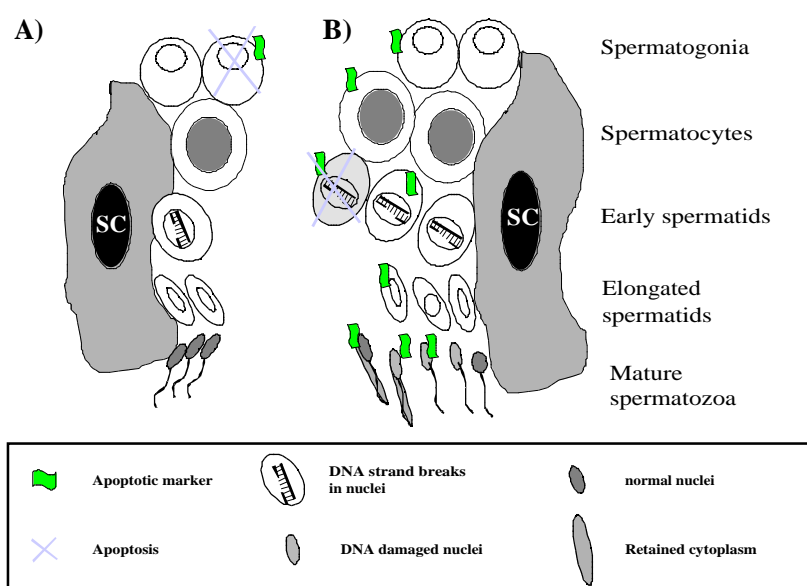 A)
B)
Spermatogonia
Spermatocytes
SC
SC
Early spermatids
Elongated
spermatids
Mature
spermatozoa
Apoptotic marker
DNA strand breaks
in nuclei
normal nuclei
Apoptosis
DNA damaged nuclei
Retained cytoplasm